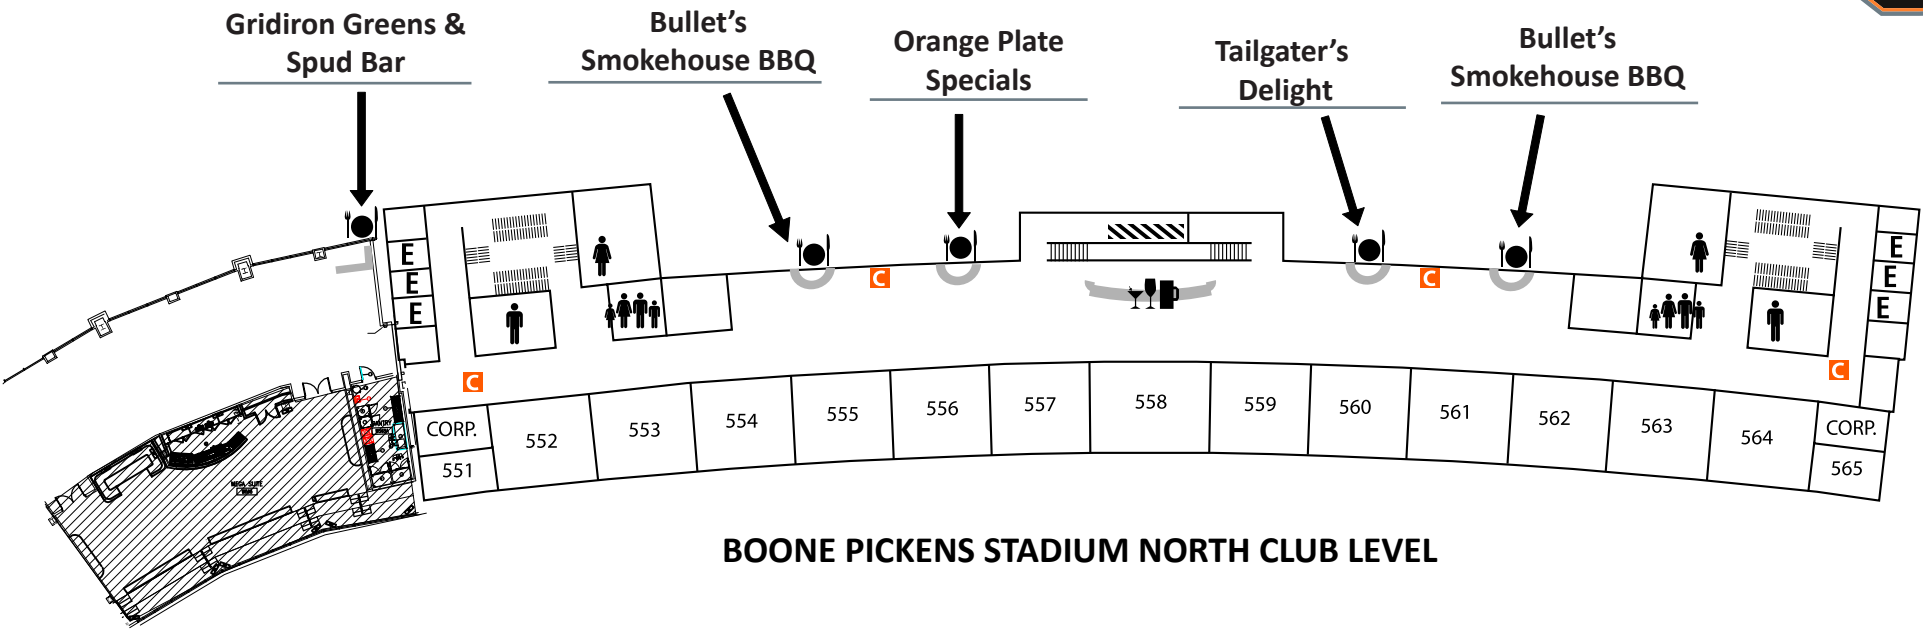 Gridiron Greens &
Spud Bar
Bullet’s
Smokehouse BBQ
Orange Plate
Specials
Tailgater’s
Delight
Bullet’s
Smokehouse BBQ
E
E
E
C
C
E
E
E
C
C
CORP.
551
552
553
554
555
556
557
558
559
560
561
562
563
564
CORP.
565
MEGA SUITE
BOONE PICKENS STADIUM NORTH CLUB LEVEL